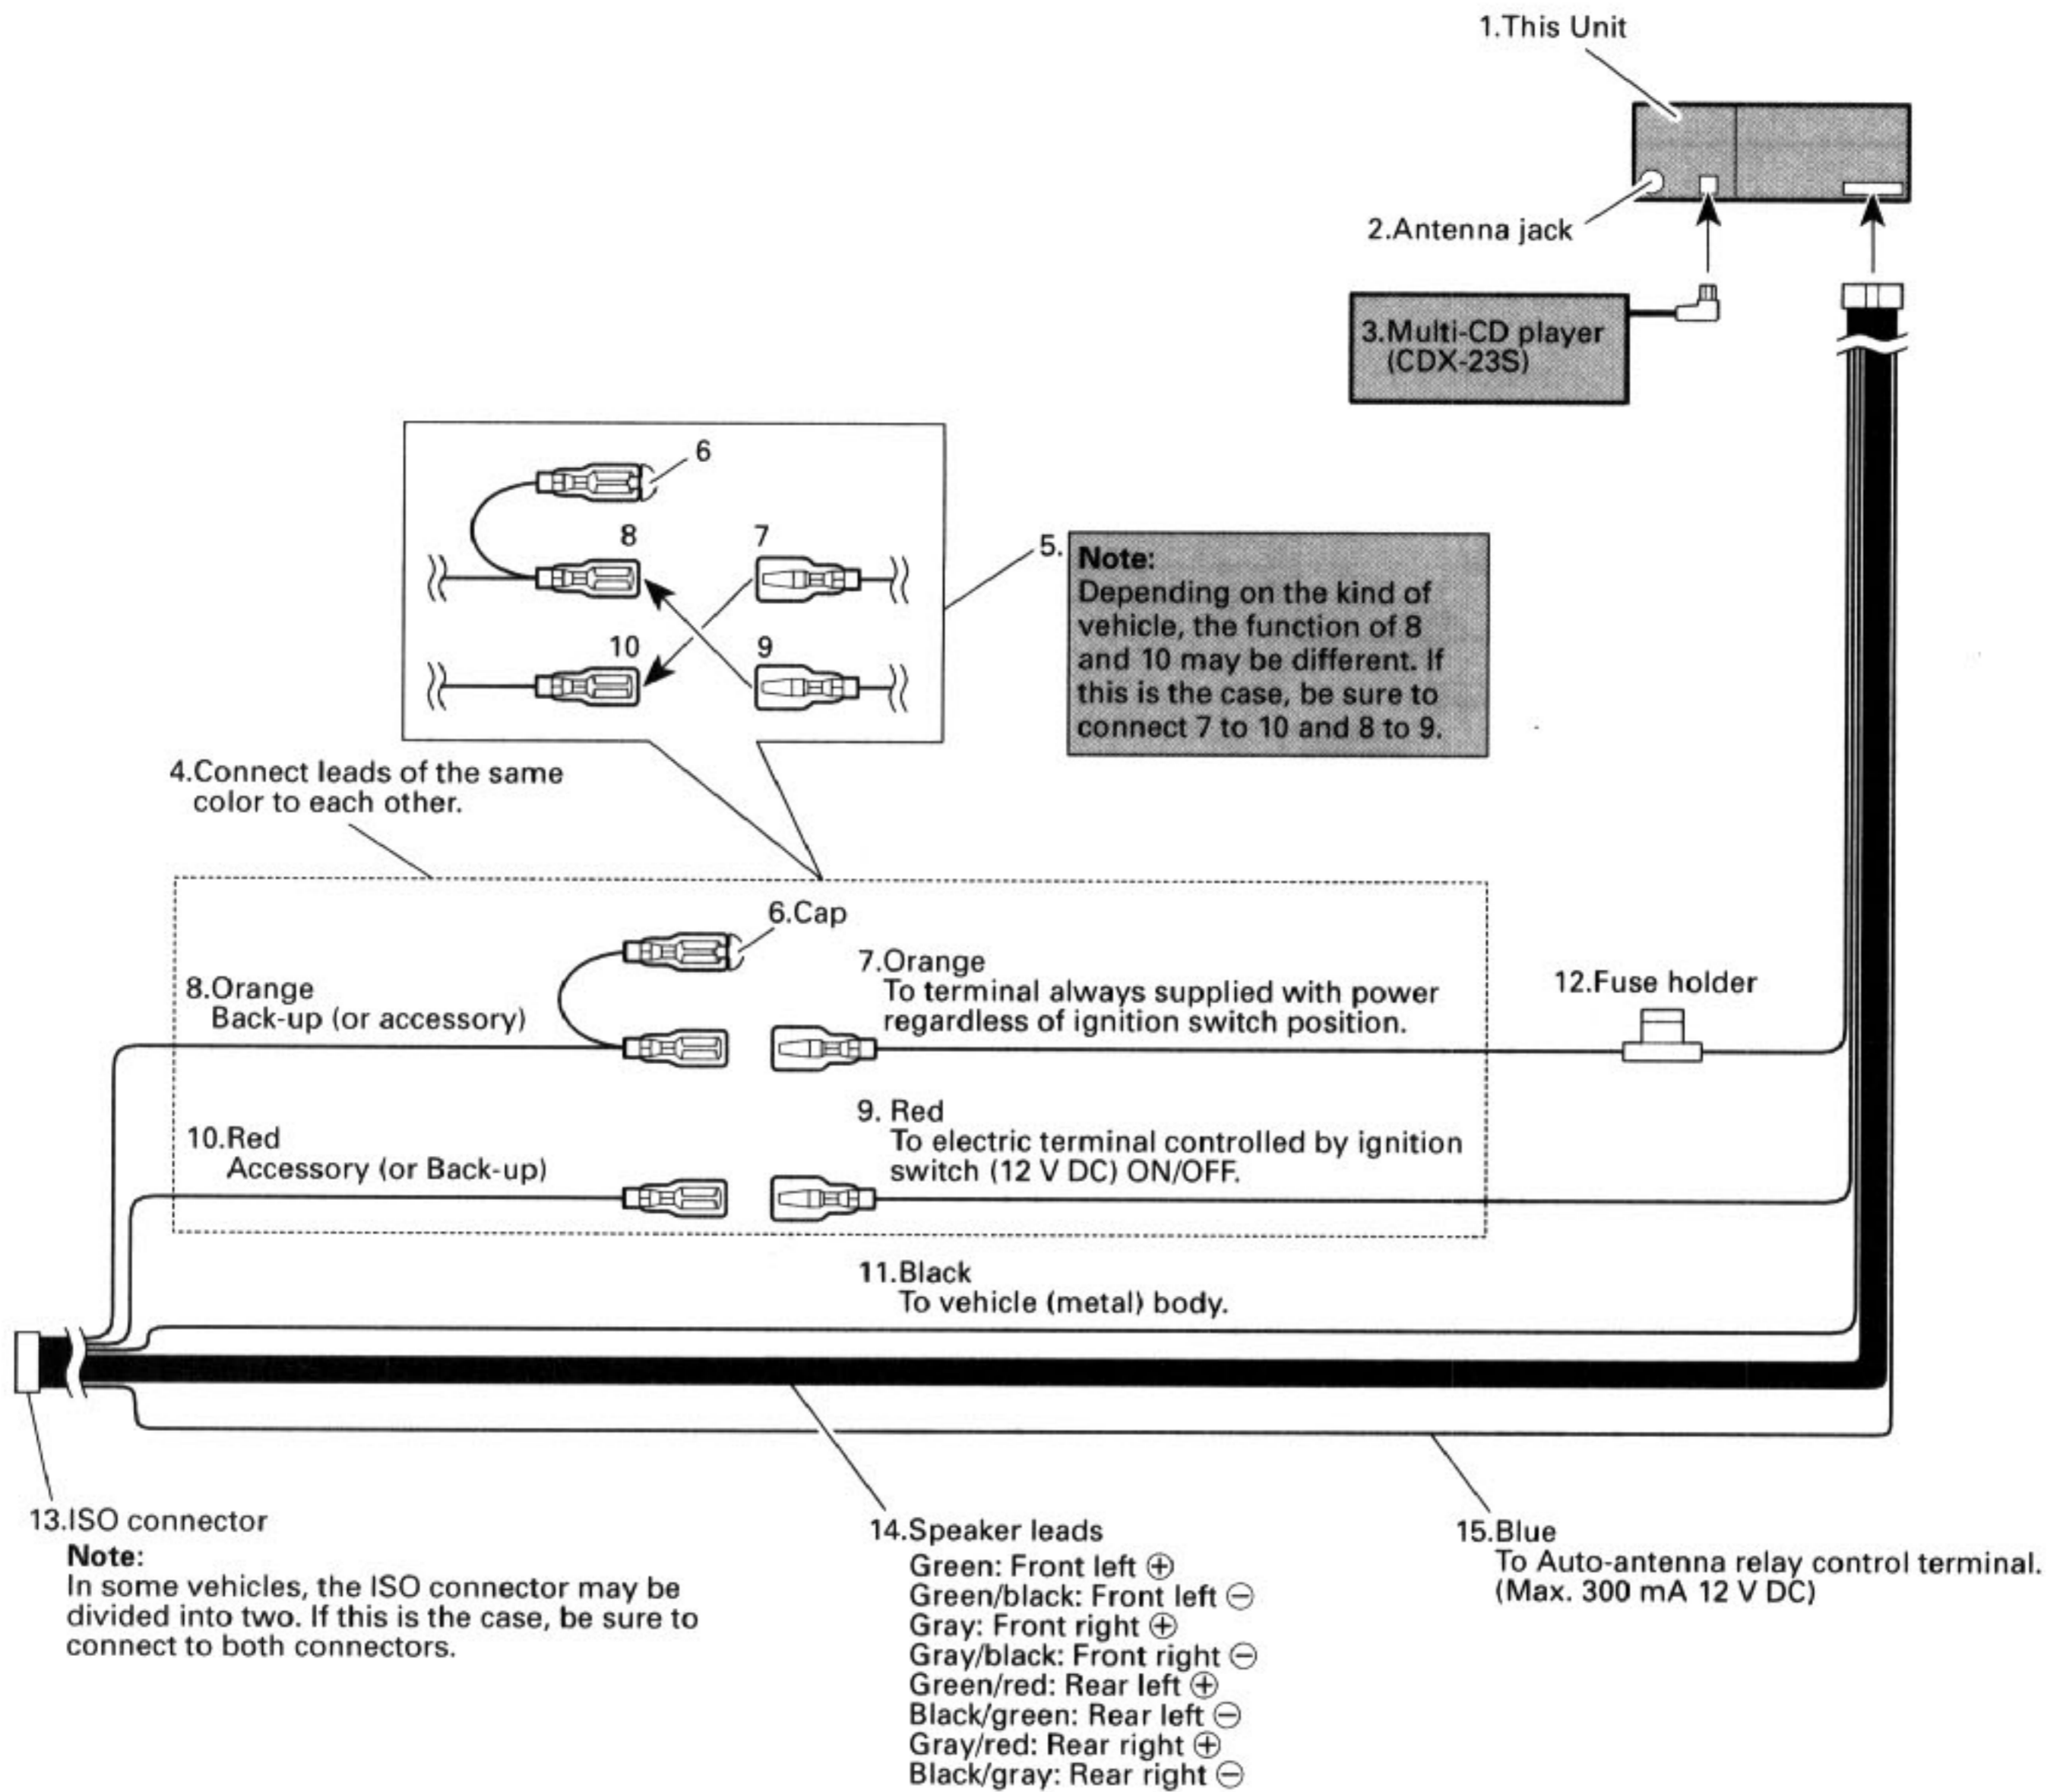 1.This Unit
2.Antenna jack
3.Multi-CD player
(CDX-23S)
6
8
7
10
9
5.
Note:
Depending on the kind of
vehicle, the function of 8
and 10 may be different. If
this is the case, be sure to
connect 7 to 10 and 8 to 9.
4.Connect leads of the same
color to each other.
6.Cap
8.Orange
Back-up (or accessory)
7.Orange
To terminal always supplied with power
regardless of ignition switch position.
12.Fuse holder
10.Red
Accessory (or Back-up)
9. Red
To electric terminal controlled by ignition
switch (12 V DC) ON/OFF.
11.Black
To vehicle (metal) body.
13.ISO connector
Note:
In some vehicles, the ISO connector may be
divided into two. If this is the case, be sure to
connect to both connectors.
14.Speaker leads
Green: Front left ⊕
Green/black: Front left ⊖
Gray: Front right ⊕
Gray/black: Front right ⊖
Green/red: Rear left ⊕
Black/green: Rear left ⊖
Gray/red: Rear right ⊕
Black/gray: Rear right ⊖
15.Blue
To Auto-antenna relay control terminal.
(Max. 300 mA 12 V DC)